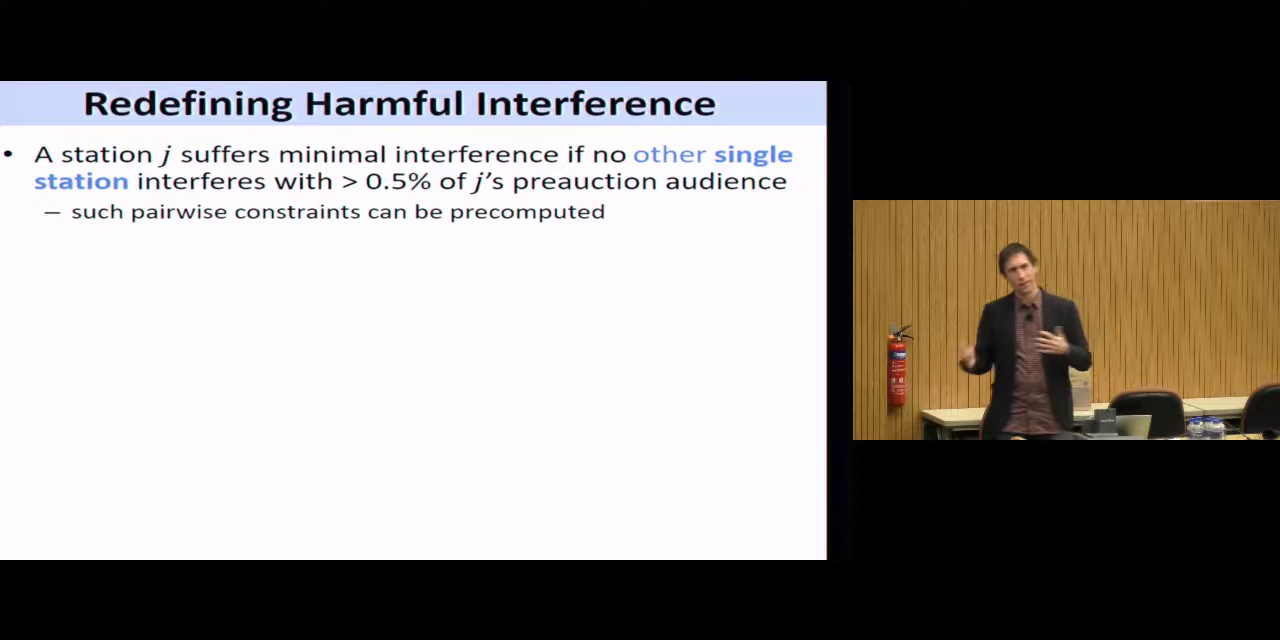 Redefining Harmful Interference
• A station j suffers minimal interference if no other single
station interferes with > 0.5% of j's preauction audience
– such pairwise constraints can be precomputed